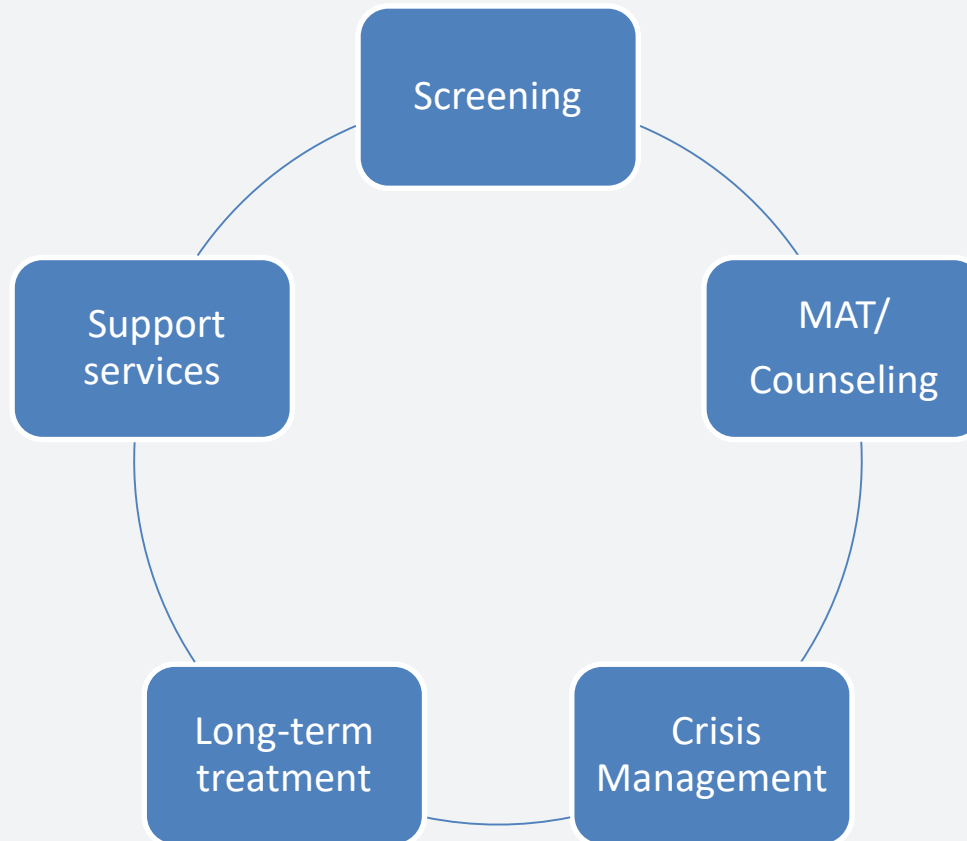 Screening
MAT/
Counseling
Crisis
Management
Long-term
treatment
Support
services